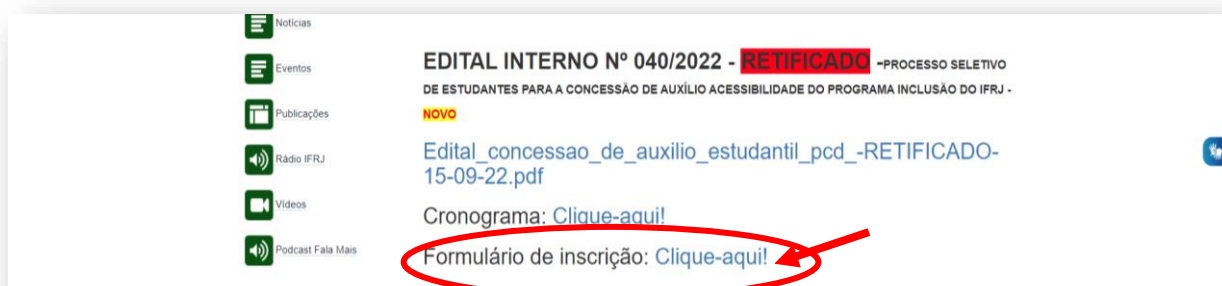 Notícias
Eventos
Publicações
Rádio IFRJ
Vídeos
Podcast Fala Mais
EDITAL INTERNO Nº 040/2022 - RETIFICADO -PROCESSO SELETIVO
DE ESTUDANTES PARA A CONCESSÃO DE AUXÍLIO ACESSIBILIDADE DO PROGRAMA INCLUSÃO DO IFRJ -
NOVO
Edital_concessao_de_auxilio_estudantil_pcd_-RETIFICADO-
15-09-22.pdf
Cronograma: Clique-aqui!
Formulário de inscrição: Clique-aqui!